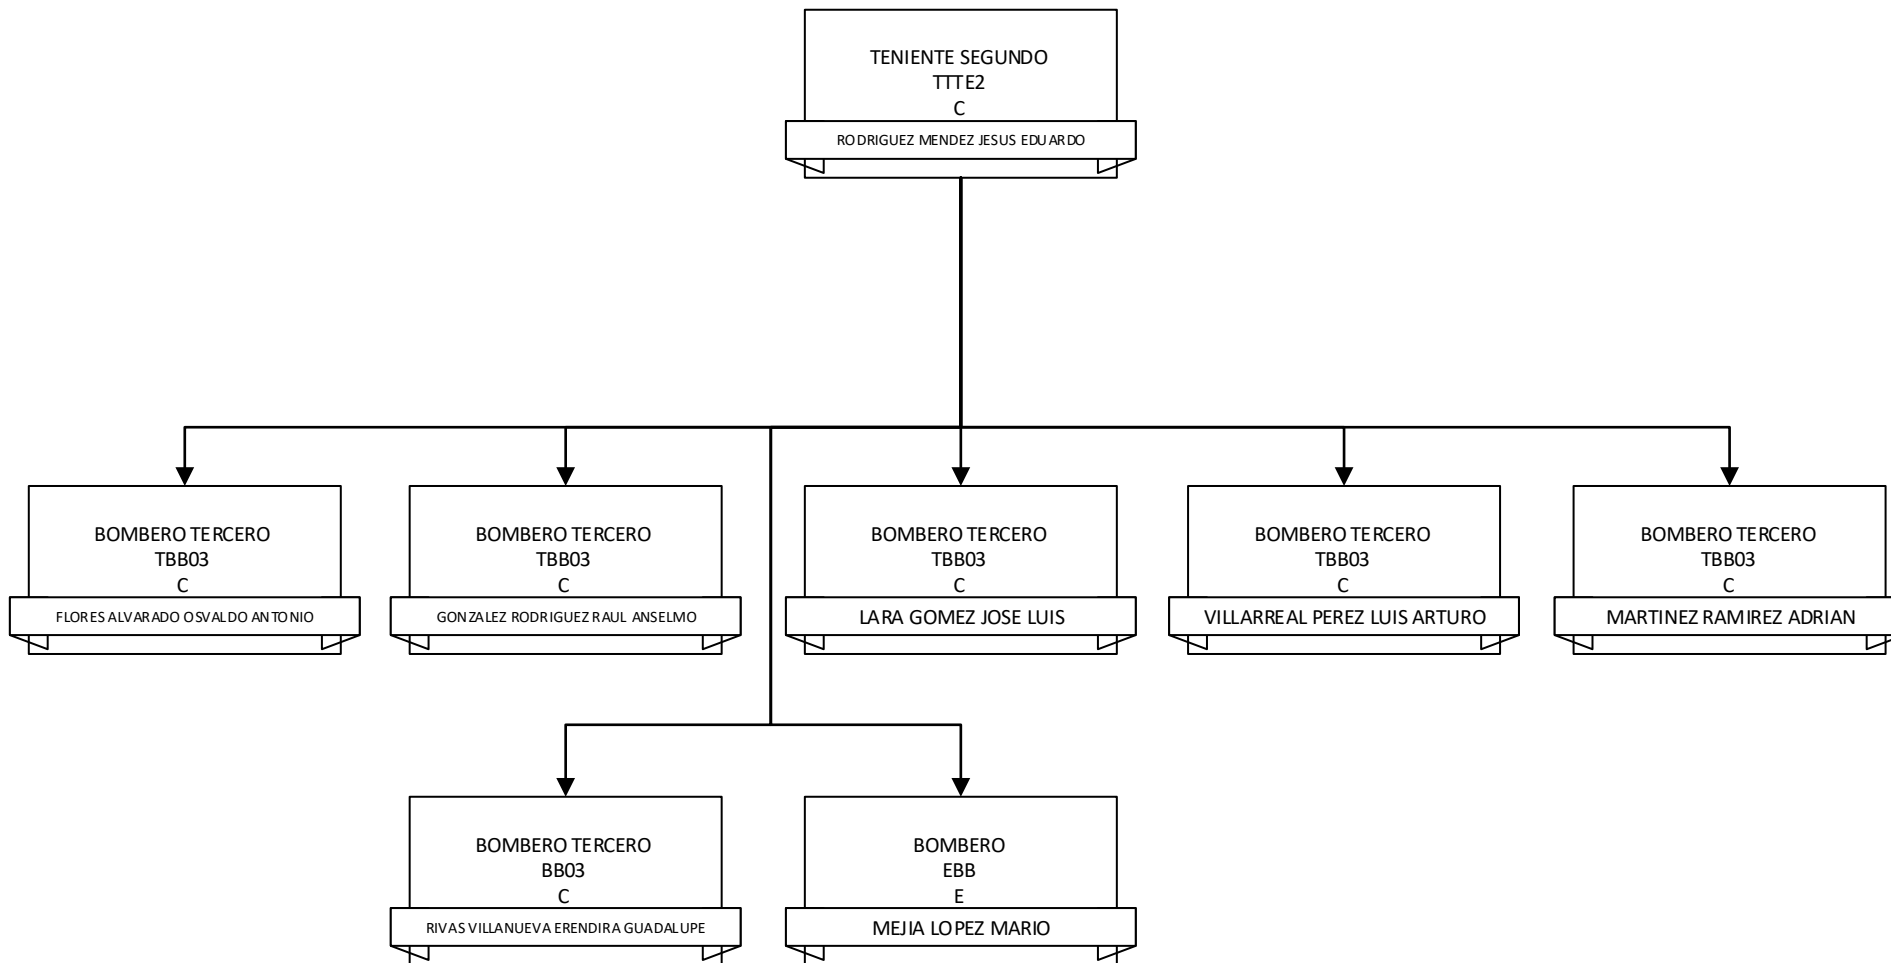 TENIENTE SEGUNDO
TTTE2
C
RODRIGUEZ MENDEZ JESUS EDUARDO
BOMBERO TERCERO
TBB03
C
FLORES ALVARADO OSVALDO ANTONIO
BOMBERO TERCERO
TBB03
C
GONZALEZ RODRIGUEZ RAUL ANSELMO
BOMBERO TERCERO
TBB03
C
LARA GOMEZ JOSE LUIS
BOMBERO TERCERO
TBB03
C
VILLARREAL PEREZ LUIS ARTURO
BOMBERO TERCERO
TBB03
C
MARTINEZ RAMIREZ ADRIAN
BOMBERO TERCERO
BB03
C
RIVAS VILLANUEVA ERENDIRA GUADALUPE
BOMBERO
EBB
E
MEJIA LOPEZ MARIO